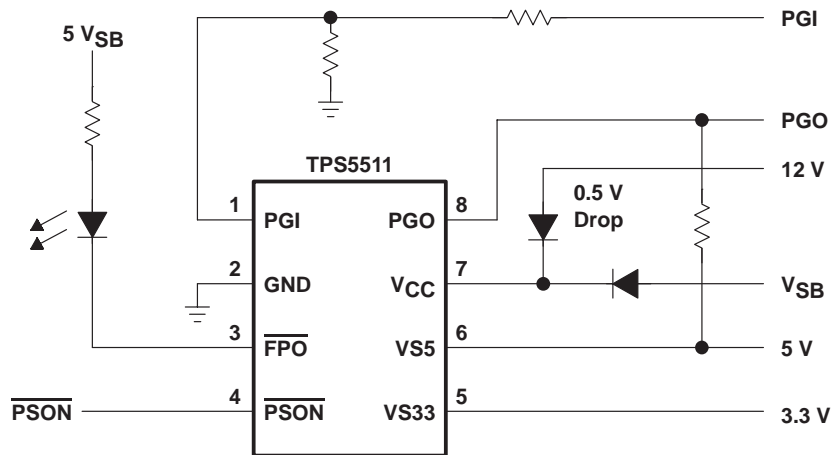 PGI
5 VSB
PGO
TPS5511
12 V
0.5 V
Drop
1
PGI
PGO
8
2
GND
VCC
7
VSB
3
FPO
VS5
6
5 V
PSON
4
PSON
VS33
5
3.3 V